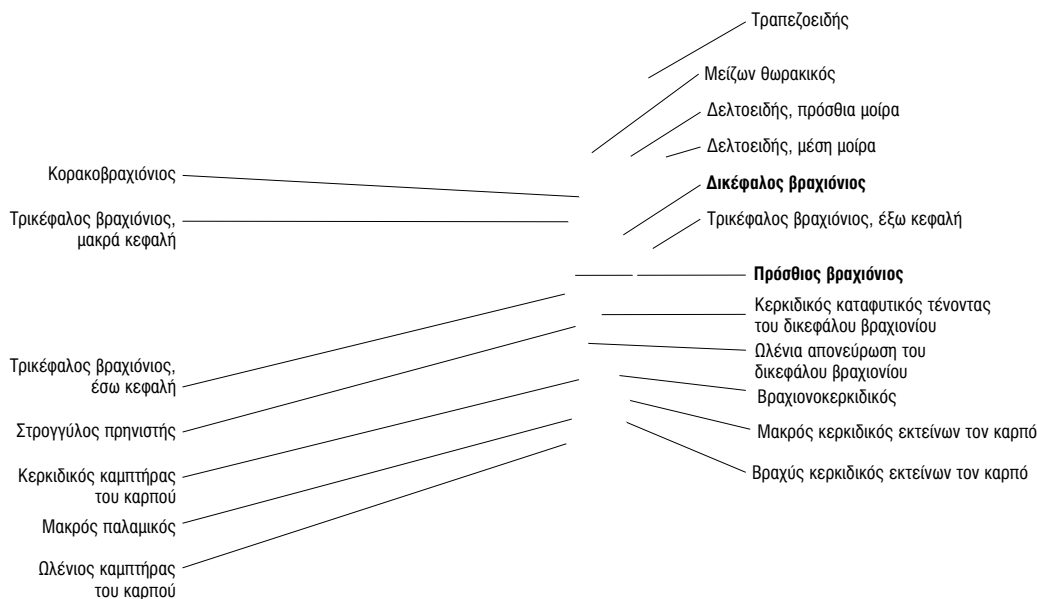 Τραπεζοειδής
Μείζων θωρακικός
Δελτοειδής, πρόσθια μοίρα
Δελτοειδής, μέση μοίρα
Κορακοβραχιόνιος
Δικέφαλος βραχιόνιος
Τρικέφαλος βραχιόνιος,
μακρά κεφαλή
Τρικέφαλος βραχιόνιος, έξω κεφαλή
Πρόσθιος βραχιόνιος
Κερκιδικός καταφυτικός τένοντας
του δικεφάλου βραχιονίου
Ωλένια απονεύρωση του
δικεφάλου βραχιονίου
Τρικέφαλος βραχιόνιος,
έσω κεφαλή
Βραχιονοκερκιδικός
Στρογγύλος πρηνιστής
Μακρός κερκιδικός εκτείνων τον καρπό
Κερκιδικός καμπτήρας
του καρπού
Βραχύς κερκιδικός εκτείνων τον καρπό
Μακρός παλαμικός
Ωλένιος καμπτήρας
του καρπού